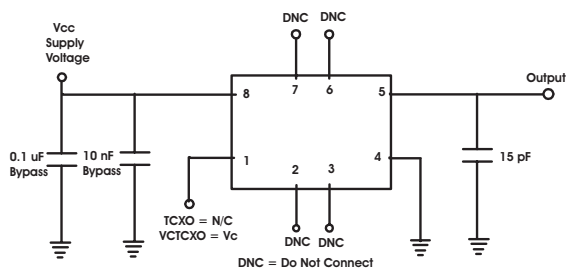 DNC DNC
Vcc
Supply
Voltage
7 6
8 5
Output
0.1 uF
Bypass
10 nF
Bypass
1 4
15 pF
2 3
TCXO = N/C
VCTCXO = Vc
DNC DNC
DNC = Do Not Connect